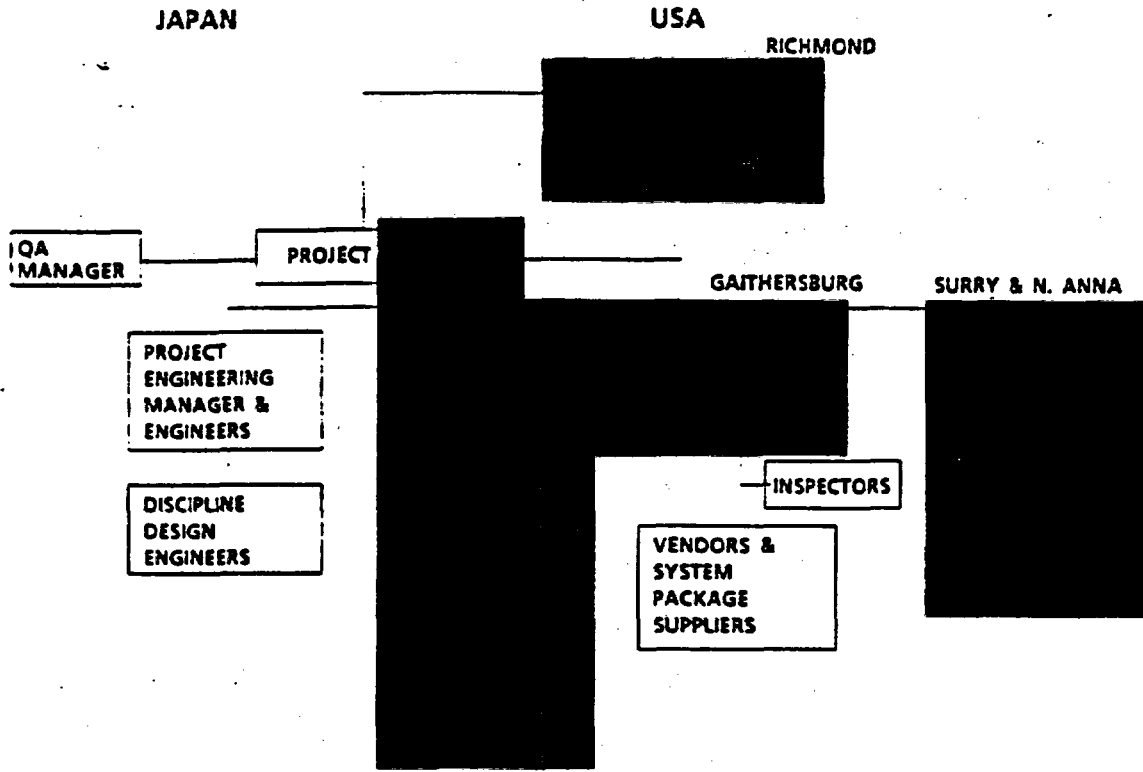 JAPAN
USA
RICHMOND
QA
MANAGER
PROJECT
GAITHERSBURG
SURRY & N. ANNA
PROJECT
ENGINEERING
MANAGER &
ENGINEERS
INSPECTORS
DISCIPLINE
DESIGN
ENGINEERS
VENDORS &
SYSTEM
PACKAGE
SUPPLIERS